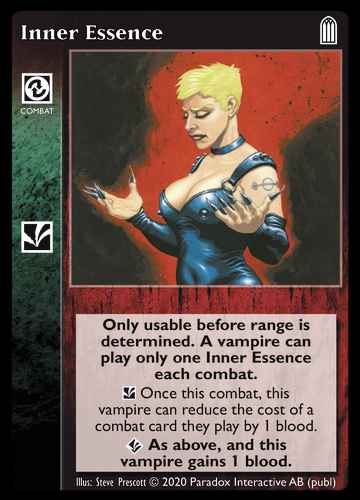 Inner Essence
COMBAT
Only usable before range is
determined. A vampire can
play only one Inner Essence
each combat.
Once this combat, this
vampire can reduce the cost of a
combat card they play by 1 blood.
As above, and this
vampire gains 1 blood.
Illus: Steve Prescott © 2020 Paradox Interactive AB (publ)